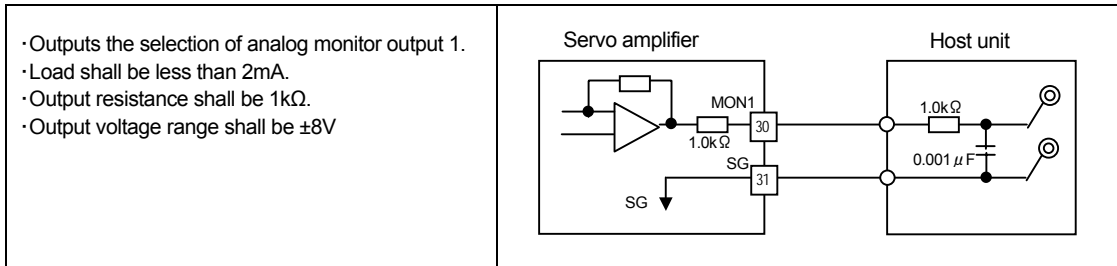 ･Outputs the selection of analog monitor output 1.
･Load shall be less than 2mA.
･Output resistance shall be 1kΩ.
･Output voltage range shall be ±8V
Servo amplifier
Host unit
MON1
30
1.0kΩ
1.0kΩ
0.001μF
SG
31
SG